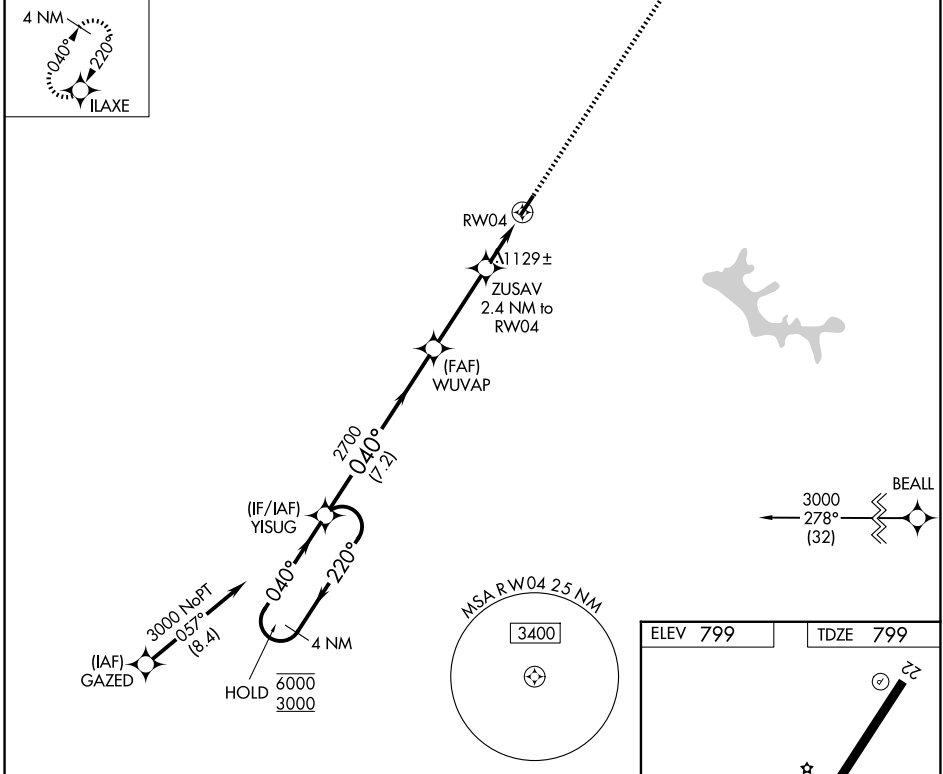 4 NM
040°
220°
ILAXE
RW04
1129±
ZUSAV
2.4 NM to
RW04
(FAF)
WUVAP
2700
040°
(7.2)
(IF/IAF)
YISUG
040°
220°
4 NM
HOLD
6000
3000
3000 NoPT
057°
(8.4)
(IAF)
GAZED
BEALL
3000
278°
(32)
MSA RW04 25 NM
3400
ELEV 799
TDZE 799
22